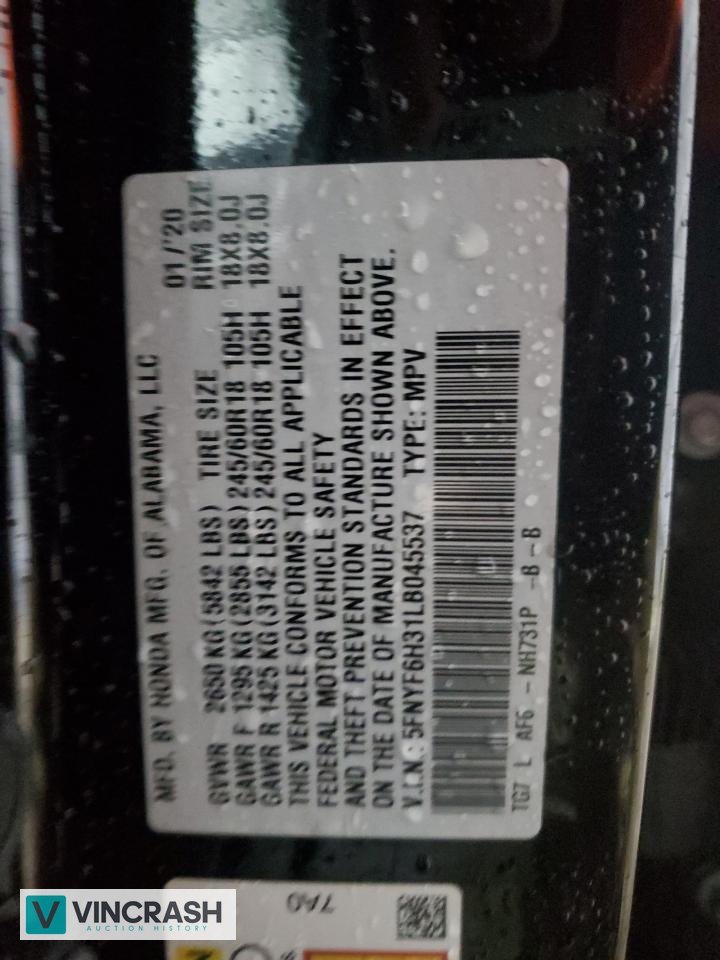 MFD. BY HONDA MFG. OF ALABAMA, LLC 01/'20
GVWR 2650 KG (5842 LBS) TIRE SIZE RIM SIZE
GAWR F 1295 KG (2855 LBS) 245/60R18 105H 18X8.0J
GAWR R 1425 KG (3142 LBS) 245/60R18 105H 18X8.0J
THIS VEHICLE CONFORMS TO ALL APPLICABLE
FEDERAL MOTOR VEHICLE SAFETY
AND THEFT PREVENTION STANDARDS IN EFFECT
ON THE DATE OF MANUFACTURE SHOWN ABOVE.
V.I.N.: 5FNYF6H31LB045537 TYPE: MPV
TG7 L AF6 - NH731P -B -B
7A0
VINCRASH
AUCTION HISTORY